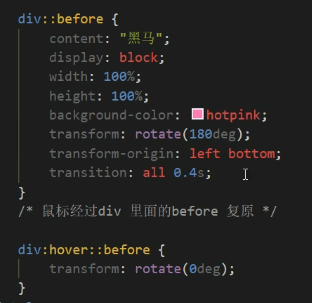 div::before {
content: "黑马";
display: block;
width: 100%;
height: 100%;
background-color: hotpink;
transform: rotate(180deg);
transform-origin: left bottom;
transition: all 0.4s;
}
/* 鼠标经过div 里面的before 复原 */
div:hover::before {
transform: rotate(0deg);
}